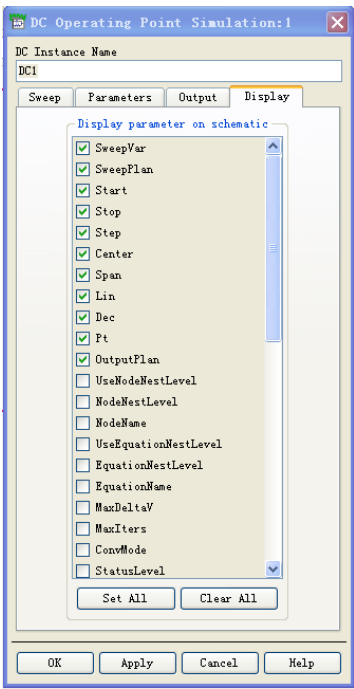 DC Operating Point Simulation:1
DC Instance Name
DC1
Sweep Parameters Output Display
Display parameter on schematic
SweepVar
SweepPlan
Start
Stop
Step
Center
Span
Lin
Dec
Pt
OutputPlan
UseNodeNestLevel
NodeNestLevel
NodeName
UseEquationNestLevel
EquationNestLevel
EquationName
MaxDeltaV
MaxIters
ConvMode
StatusLevel
Set All Clear All
OK Apply Cancel Help